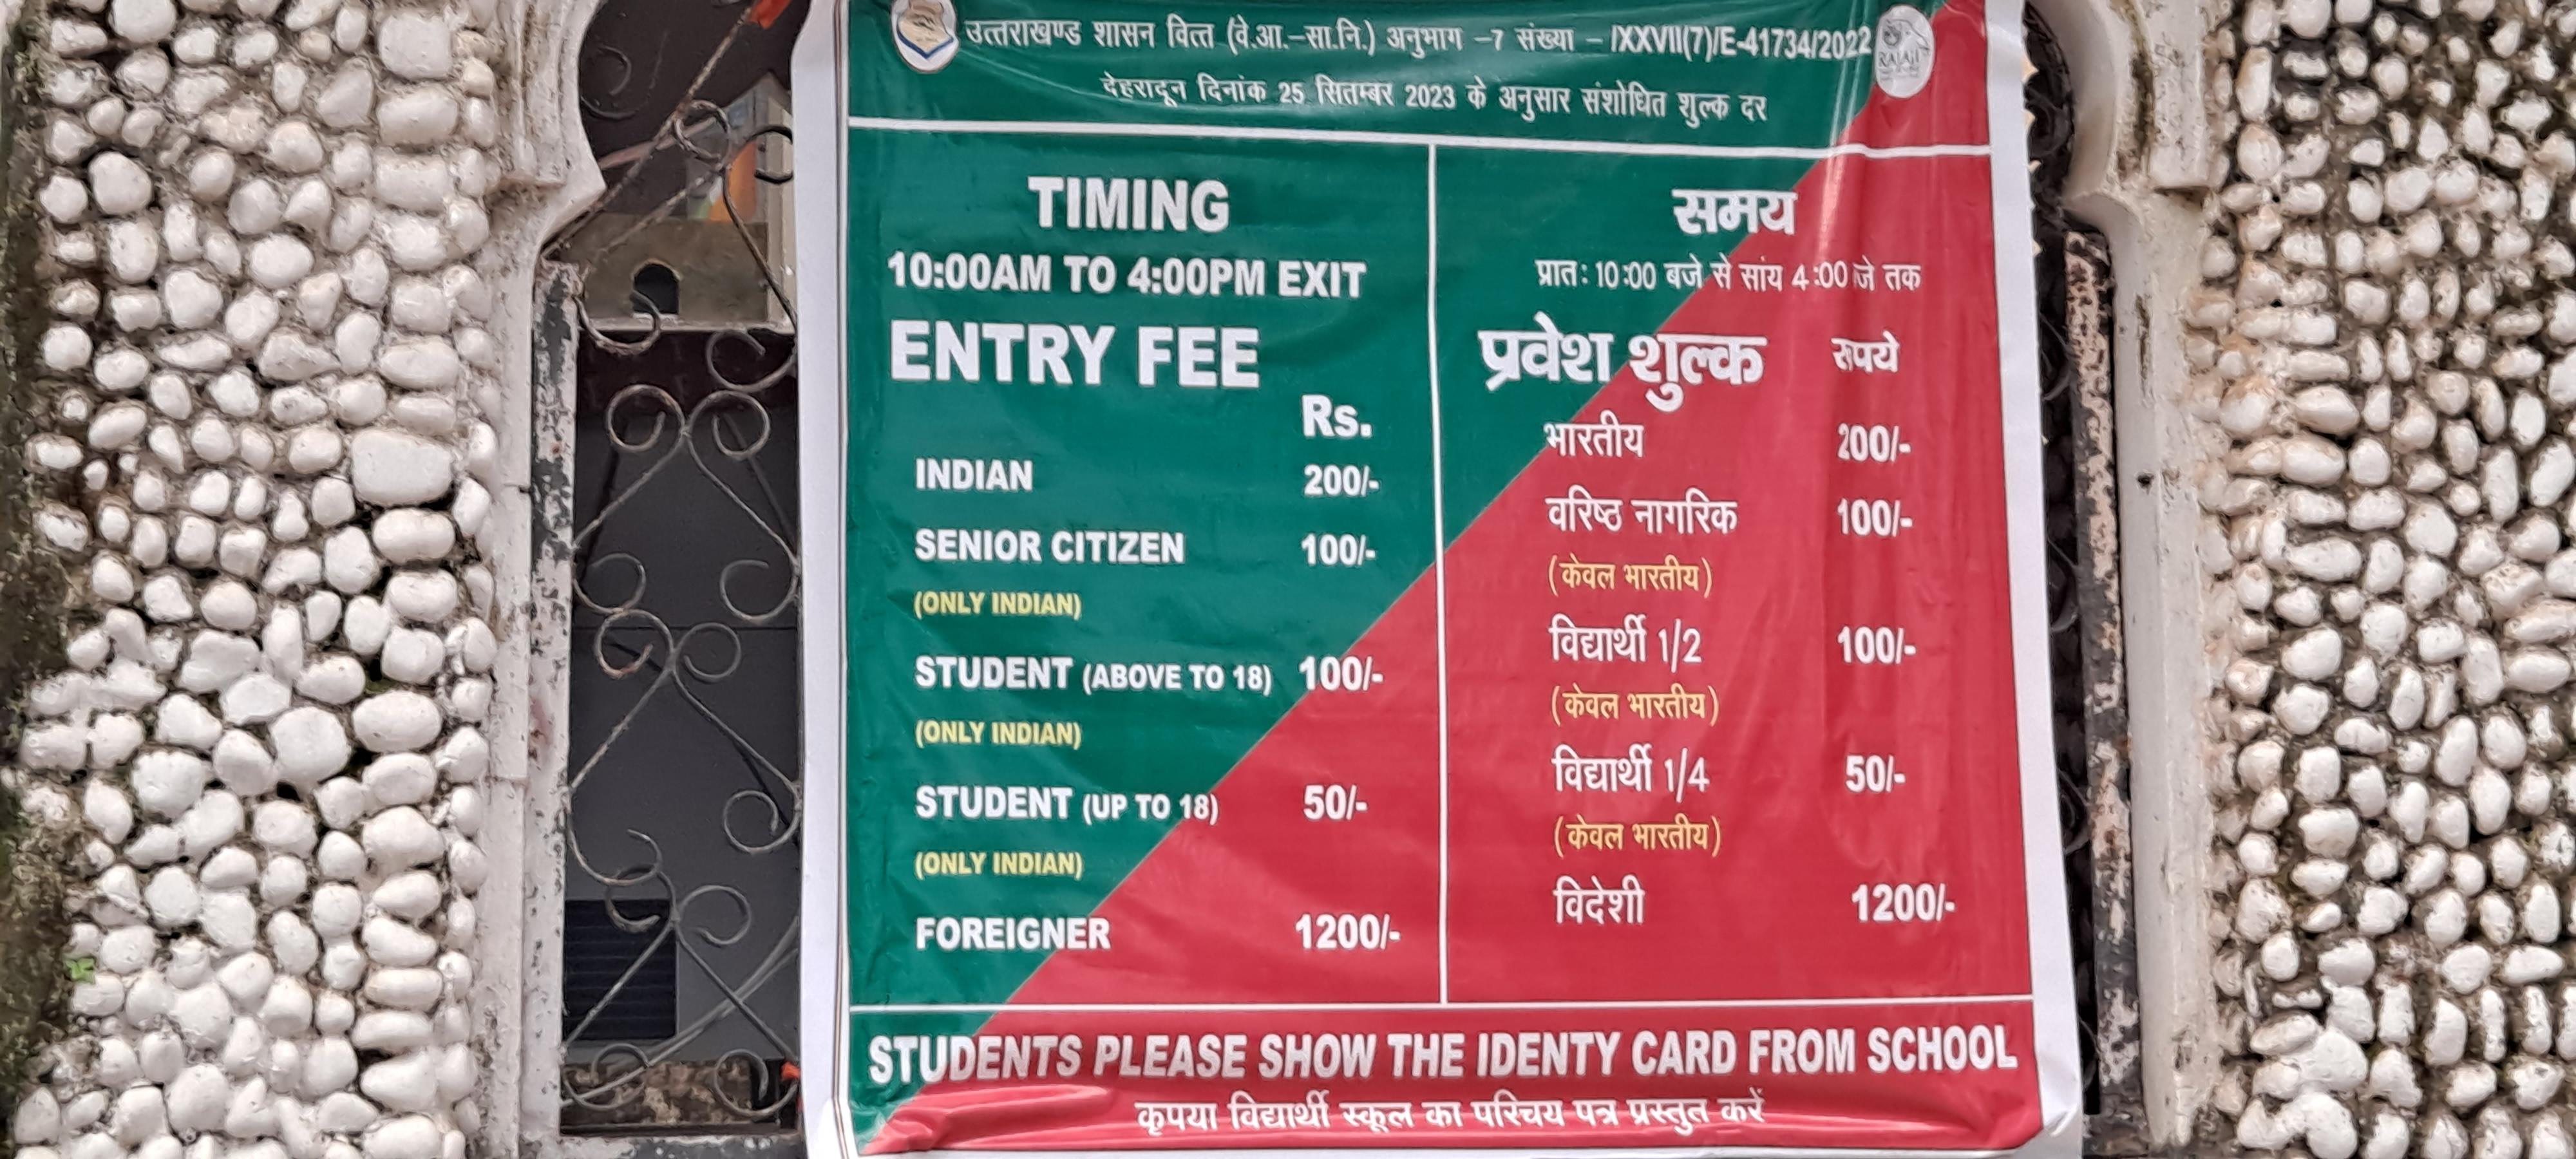 उत्तराखण्ड शासन वित्त (वे.आ.–सा.नि.) अनुभाग –7 संख्या – /XXVII(7)/E-41734/2022
देहरादून दिनांक 25 सितम्बर 2023 के अनुसार संशोधित शुल्क दर
RAJAJI
TIMING
10:00AM TO 4:00PM EXIT
ENTRY FEE
Rs.
INDIAN 200/-
SENIOR CITIZEN 100/-
(ONLY INDIAN)
STUDENT (ABOVE TO 18) 100/-
(ONLY INDIAN)
STUDENT (UP TO 18) 50/-
(ONLY INDIAN)
FOREIGNER 1200/-
समय
प्रातः 10:00 बजे से सांय 4:00 जे तक
प्रवेश शुल्क रुपये
भारतीय 200/-
वरिष्ठ नागरिक 100/-
(केवल भारतीय)
विद्यार्थी 1/2 100/-
(केवल भारतीय)
विद्यार्थी 1/4 50/-
(केवल भारतीय)
विदेशी 1200/-
STUDENTS PLEASE SHOW THE IDENTY CARD FROM SCHOOL
कृपया विद्यार्थी स्कूल का परिचय पत्र प्रस्तुत करें